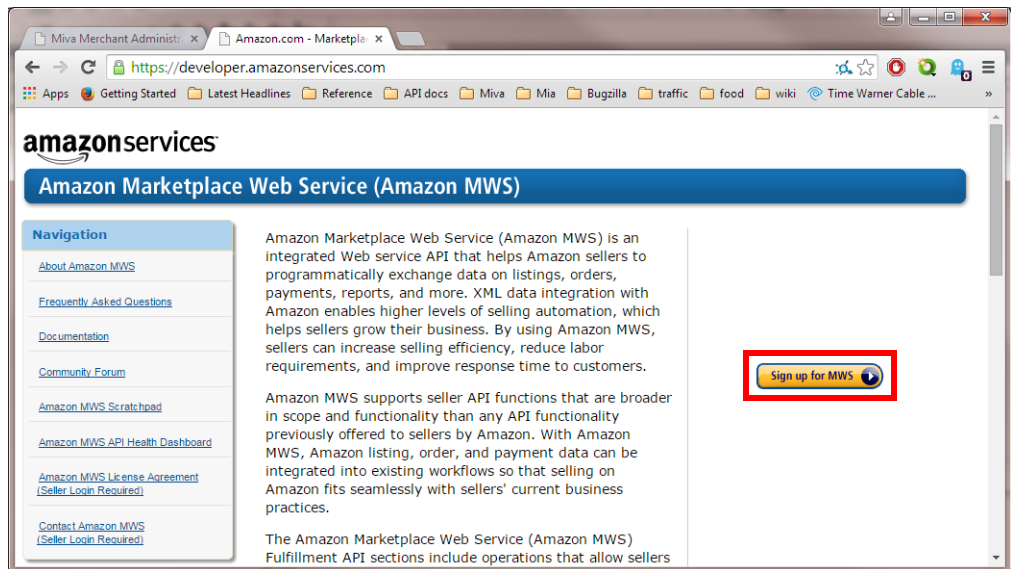 Miva Merchant Administr
Amazon.com - Marketpla
https://developer.amazonservices.com
0
Apps Getting Started Latest Headlines Reference API docs Miva Mia Bugzilla traffic food wiki Time Warner Cable ... »
amazonservices
Amazon Marketplace Web Service (Amazon MWS)
Navigation
About Amazon MWS
Frequently Asked Questions
Documentation
Community Forum
Amazon MWS Scratchpad
Amazon MWS API Health Dashboard
Amazon MWS License Agreement
(Seller Login Required)
Contact Amazon MWS
(Seller Login Required)
Amazon Marketplace Web Service (Amazon MWS) is an
integrated Web service API that helps Amazon sellers to
programmatically exchange data on listings, orders,
payments, reports, and more. XML data integration with
Amazon enables higher levels of selling automation, which
helps sellers grow their business. By using Amazon MWS,
sellers can increase selling efficiency, reduce labor
requirements, and improve response time to customers.
Amazon MWS supports seller API functions that are broader
in scope and functionality than any API functionality
previously offered to sellers by Amazon. With Amazon
MWS, Amazon listing, order, and payment data can be
integrated into existing workflows so that selling on
Amazon fits seamlessly with sellers' current business
practices.
The Amazon Marketplace Web Service (Amazon MWS)
Fulfillment API sections include operations that allow sellers
Sign up for MWS